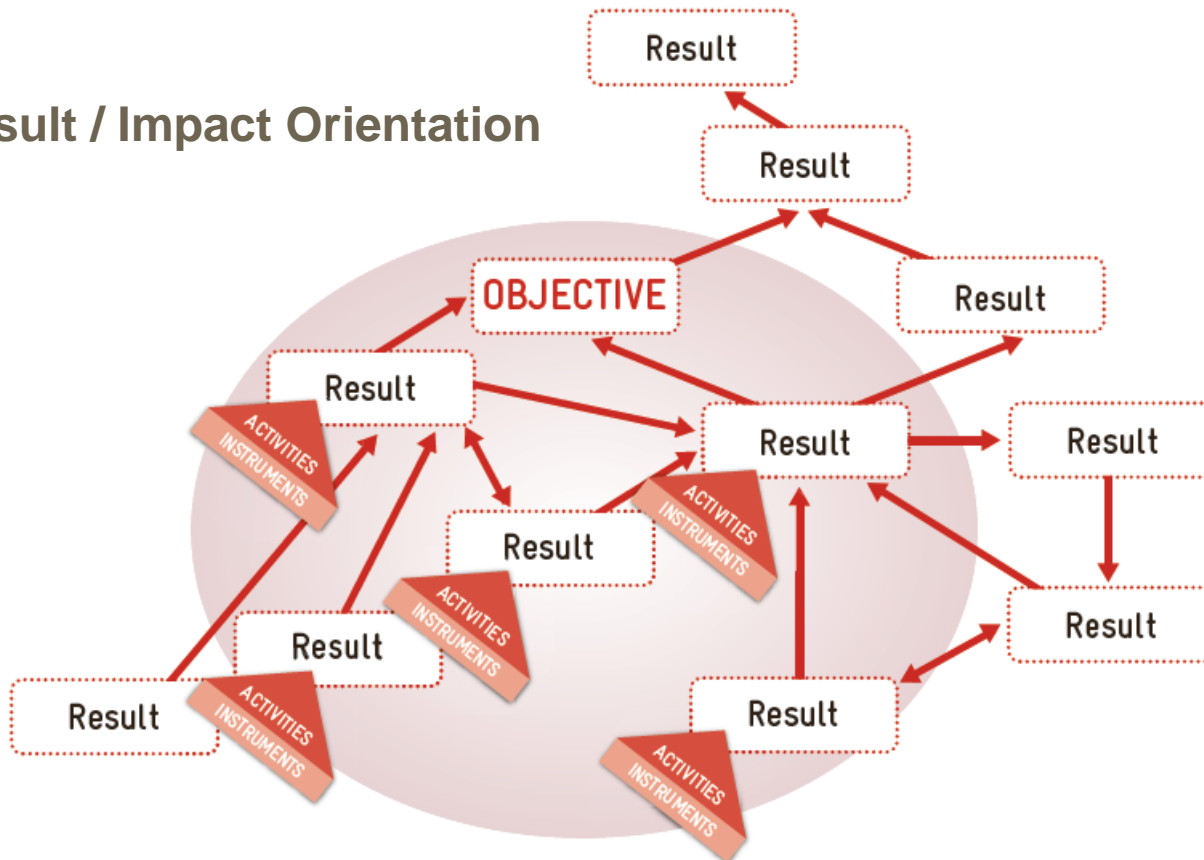 Result
sult / Impact Orientation
Result
OBJECTIVE
Result
Result
ACTIVITIES
INSTRUMENTS
Result
Result
ACTIVITIES
INSTRUMENTS
Result
ACTIVITIES
INSTRUMENTS
Result
Result
ACTIVITIES
INSTRUMENTS
Result
Result
ACTIVITIES
INSTRUMENTS